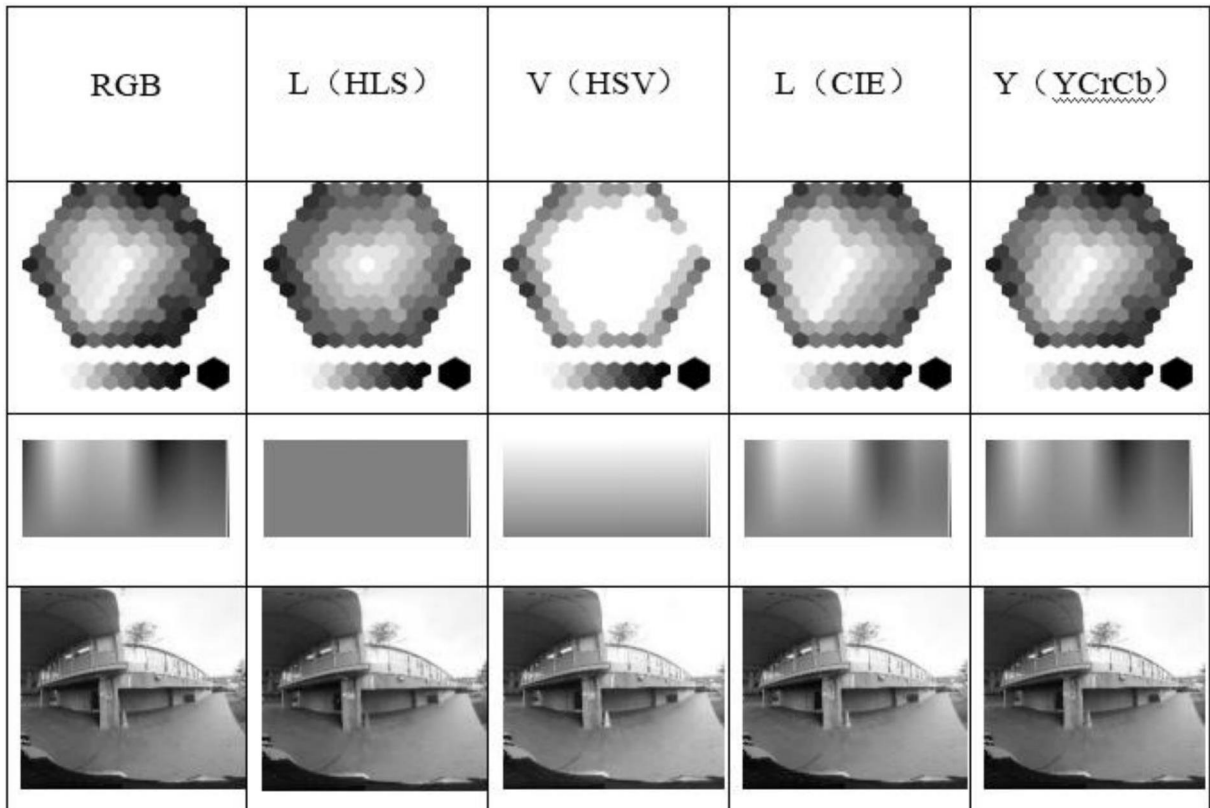 RGB
L（HLS）
V（HSV）
L（CIE）
Y（YCrCb）